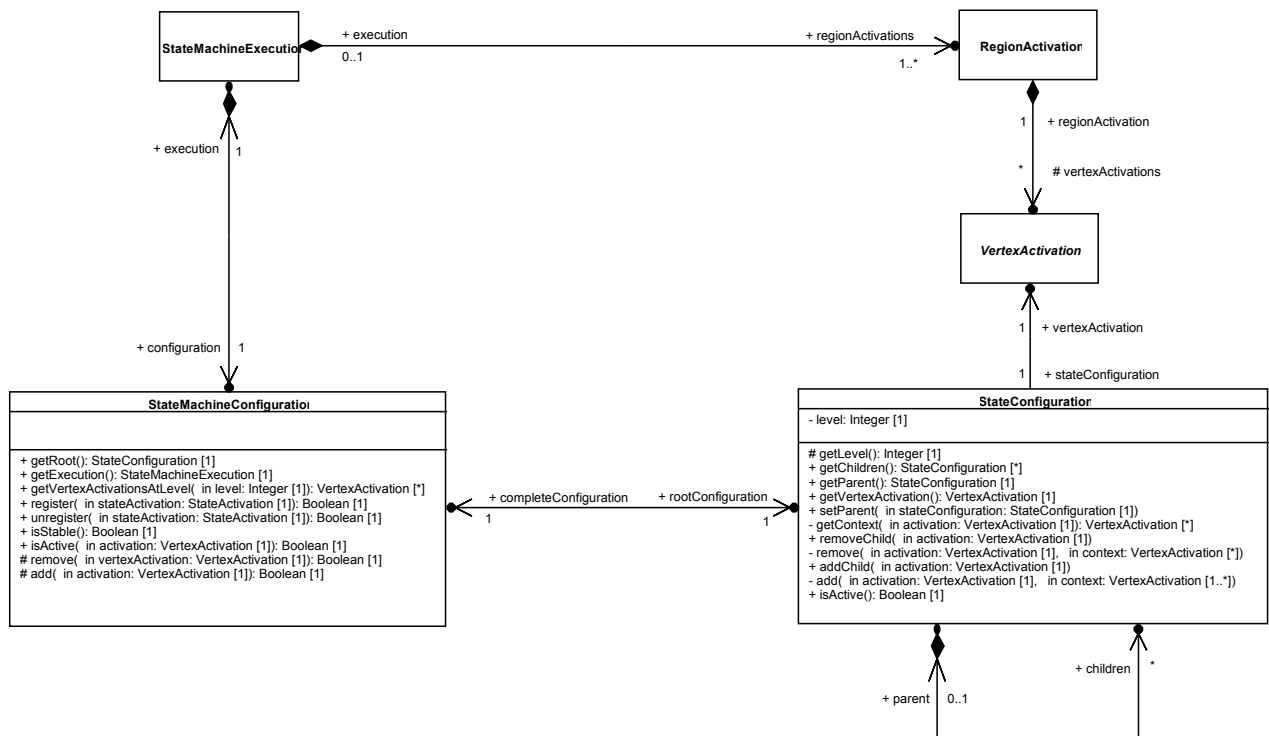 StateMachineExecution
+ execution
0..1
+ regionActivations
1..*
RegionActivation
1
+ regionActivation
*
# vertexActivations
VertexActivation
+ execution
1
1
+ vertexActivation
+ configuration
1
1
+ stateConfiguration
StateMachineConfiguration
+ getRoot(): StateConfiguration [1]
+ getExecution(): StateMachineExecution [1]
+ getVertexActivationsAtLevel( in level: Integer [1]): VertexActivation [*]
+ register( in stateActivation: StateActivation [1]): Boolean [1]
+ unregister( in stateActivation: StateActivation [1]): Boolean [1]
+ isStable(): Boolean [1]
+ isActive( in activation: VertexActivation [1]): Boolean [1]
# remove( in vertexActivation: VertexActivation [1]): Boolean [1]
# add( in activation: VertexActivation [1]): Boolean [1]
+ completeConfiguration
1
+ rootConfiguration
1
StateConfiguration
- level: Integer [1]
# getLevel(): Integer [1]
+ getChildren(): StateConfiguration [*]
+ getParent(): StateConfiguration [1]
+ getVertexActivation(): VertexActivation [1]
+ setParent( in stateConfiguration: StateConfiguration [1])
- getContext( in activation: VertexActivation [1]): VertexActivation [*]
+ removeChild( in activation: VertexActivation [1])
- remove( in activation: VertexActivation [1], in context: VertexActivation [*])
+ addChild( in activation: VertexActivation [1])
- add( in activation: VertexActivation [1], in context: VertexActivation [1..*])
+ isActive(): Boolean [1]
+ children
*
+ parent
0..1